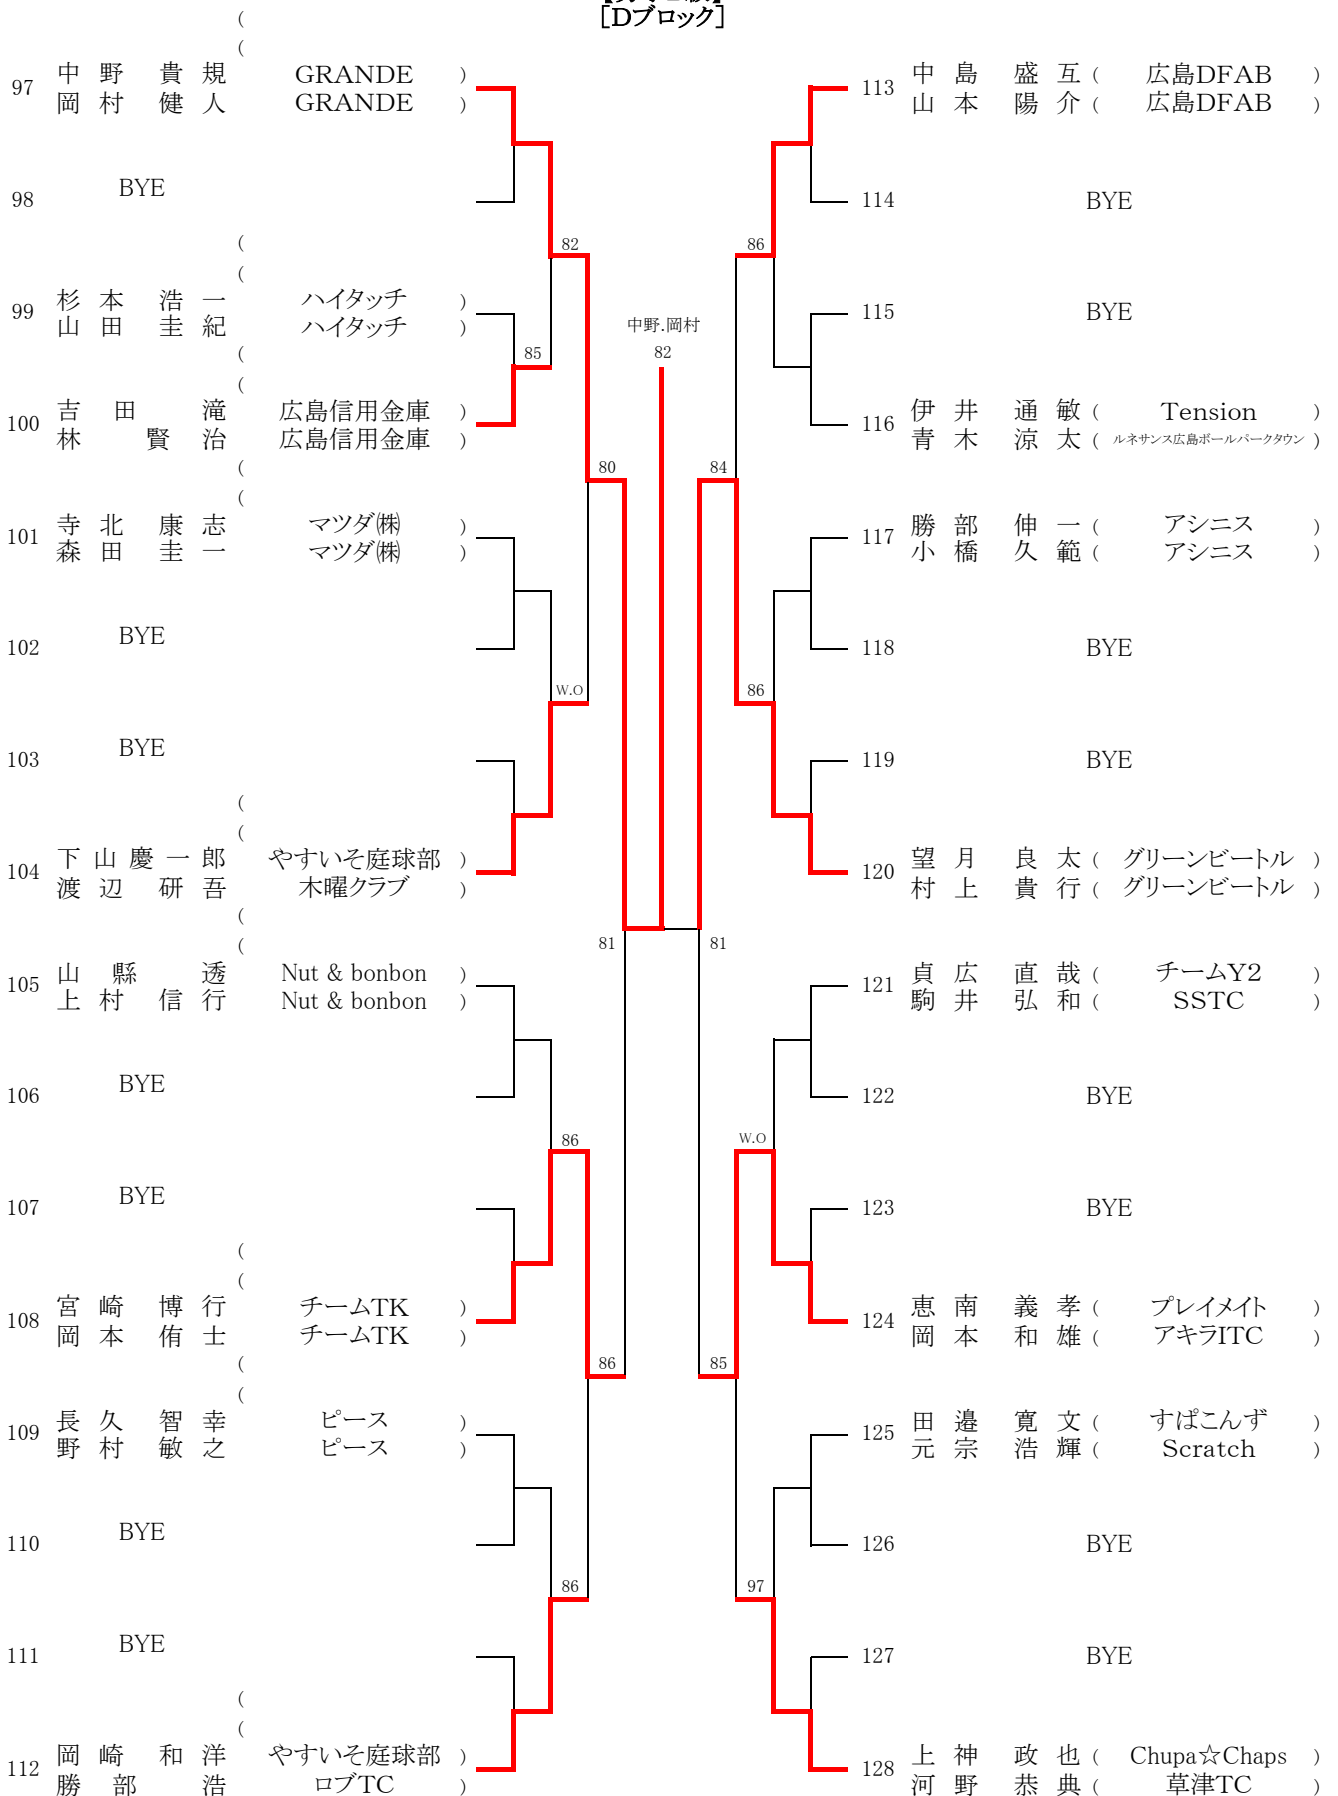 [Dブロック]
97 中野 貴規 GRANDE )
岡村 健人 GRANDE )
98 BYE
82
99 杉本 浩一 ハイタッチ )
山田 圭紀 ハイタッチ )
85
100 吉田 滝 広島信用金庫 )
林 賢治 広島信用金庫 )
80
101 寺北 康志 マツダ㈱ )
森田 圭一 マツダ㈱ )
102 BYE
W.O
103 BYE
104 下山慶一郎 やすいそ庭球部 )
渡辺 研吾 木曜クラブ )
81
105 山縣 透 Nut & bonbon )
上村 信行 Nut & bonbon )
106 BYE
86
107 BYE
108 宮崎 博行 チームTK )
岡本 侑士 チームTK )
86
109 長久 智幸 ピース )
野村 敏之 ピース )
110 BYE
86
111 BYE
112 岡崎 和洋 やすいそ庭球部 )
勝部 浩 ロブTC )
中野.岡村
82
113 中島 盛互 ( 広島DFAB )
山本 陽介 ( 広島DFAB )
114 BYE
86
115 BYE
116 伊井 通敏 ( Tension )
青木 涼太 ( ルネサンス広島ボールパークタウン )
84
117 勝部 伸一 ( アシニス )
小橋 久範 ( アシニス )
118 BYE
86
119 BYE
120 望月 良太 ( グリーンビートル )
村上 貴行 ( グリーンビートル )
81
121 貞広 直哉 ( チームY2 )
駒井 弘和 ( SSTC )
122 BYE
W.O
123 BYE
124 恵南 義孝 ( プレイメイト )
岡本 和雄 ( アキラITC )
85
125 田邉 寛文 ( すぱこんず )
元宗 浩輝 ( Scratch )
126 BYE
97
127 BYE
128 上神 政也 ( Chupa☆Chaps )
河野 恭典 ( 草津TC )